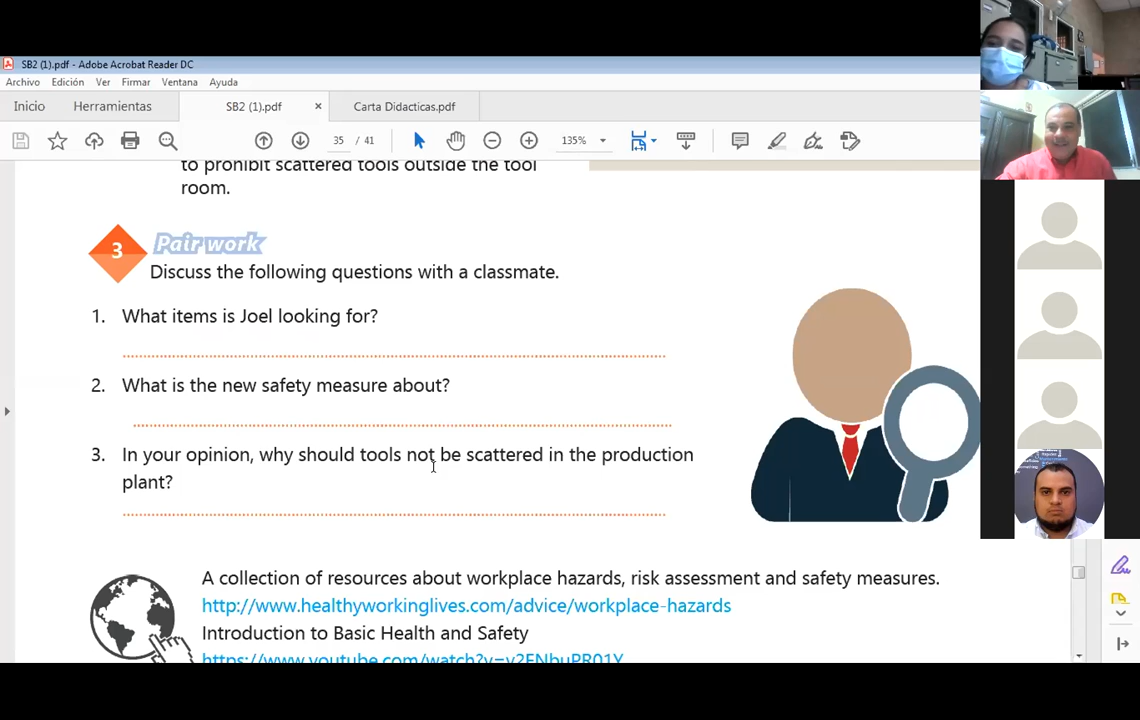 SB2 (1).pdf - Adobe Acrobat Reader DC
Archivo Edición Ver Firmar Ventana Ayuda
Inicio Herramientas SB2 (1).pdf × Carta Didacticas.pdf
35 / 41 135%
to prohibit scattered tools outside the tool
room.
3 Pair work
Discuss the following questions with a classmate.
1. What items is Joel looking for?
2. What is the new safety measure about?
3. In your opinion, why should tools not be scattered in the production
plant?
A collection of resources about workplace hazards, risk assessment and safety measures.
http://www.healthyworkinglives.com/advice/workplace-hazards
Introduction to Basic Health and Safety